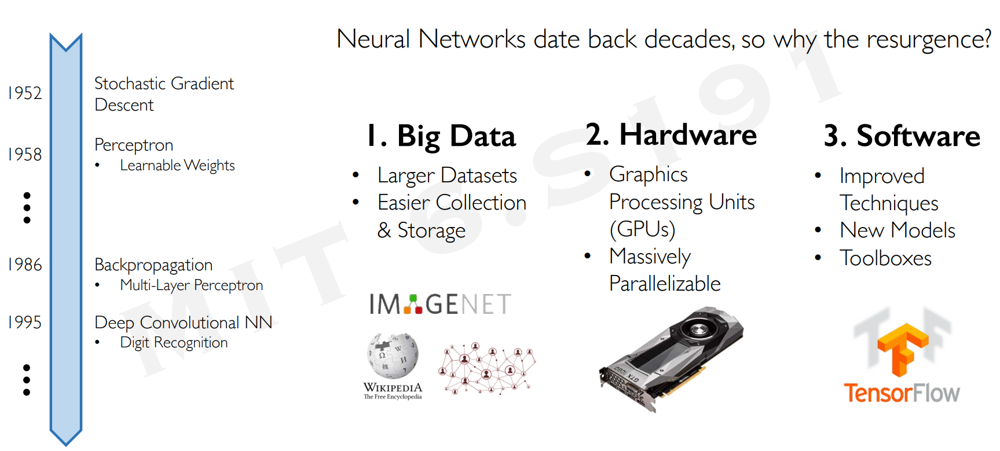 Neural Networks date back decades, so why the resurgence?
1952
Stochastic Gradient
Descent
1958
Perceptron
• Learnable Weights
1986
Backpropagation
• Multi-Layer Perceptron
1995
Deep Convolutional NN
• Digit Recognition
1. Big Data
• Larger Datasets
• Easier Collection
& Storage
IMAGENET
WIKIPEDIA
The Free Encyclopedia
2. Hardware
• Graphics
Processing Units
(GPUs)
• Massively
Parallelizable
GTX 1080
3. Software
• Improved
Techniques
• New Models
• Toolboxes
TensorFlow
MIT 6.S191